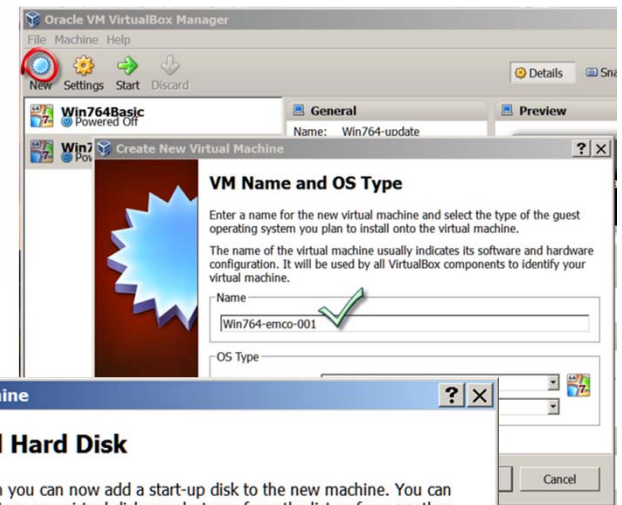 Oracle VM VirtualBox Manager
File Machine Help
New Settings Start Discard
Details
Win764Basic
Powered Off
General
Name: Win764-update
Preview
Create New Virtual Machine
VM Name and OS Type
Enter a name for the new virtual machine and select the type of the guest
operating system you plan to install onto the virtual machine.
The name of the virtual machine usually indicates its software and hardware
configuration. It will be used by all VirtualBox components to identify your
virtual machine.
Name
Win764-emco-001
OS Type
Cancel
Hard Disk
you can now add a start-up disk to the new machine. You can